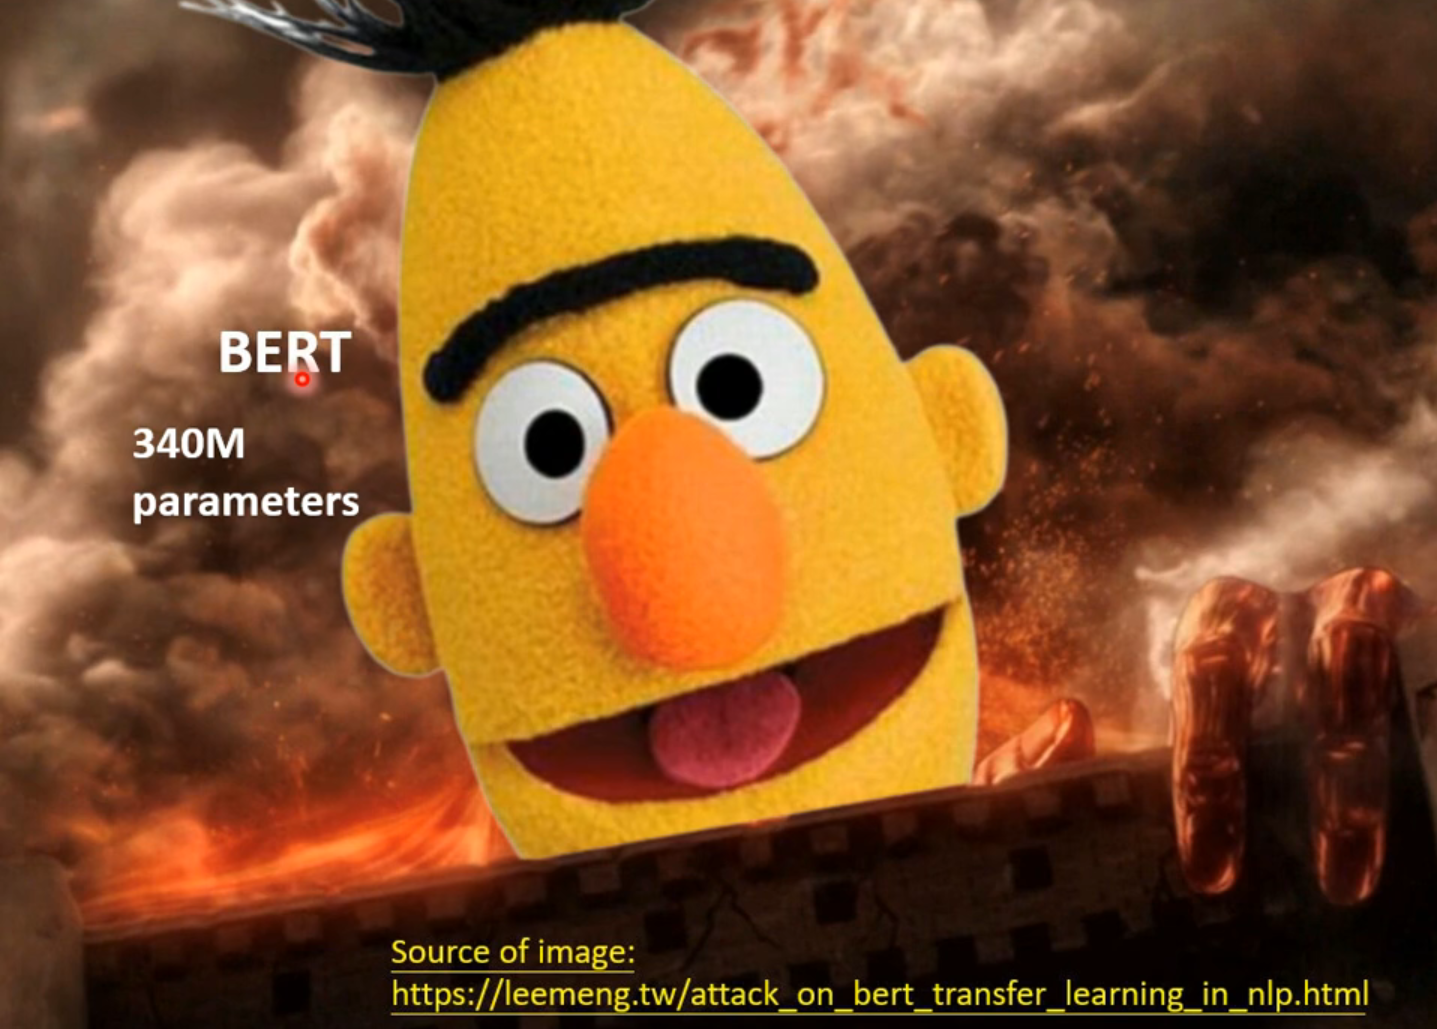 BERT
340M
parameters
Source of image:
https://leemeng.tw/attack_on_bert_transfer_learning_in_nlp.html